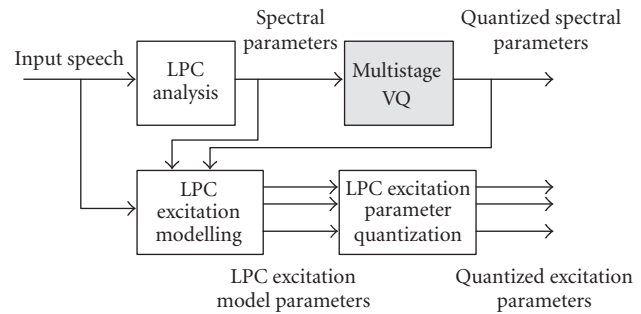 Spectral
parameters
Quantized spectral
parameters
Input speech
LPC
analysis
Multistage
VQ
LPC
excitation
modelling
LPC excitation
parameter
quantization
LPC excitation
model parameters
Quantized excitation
parameters